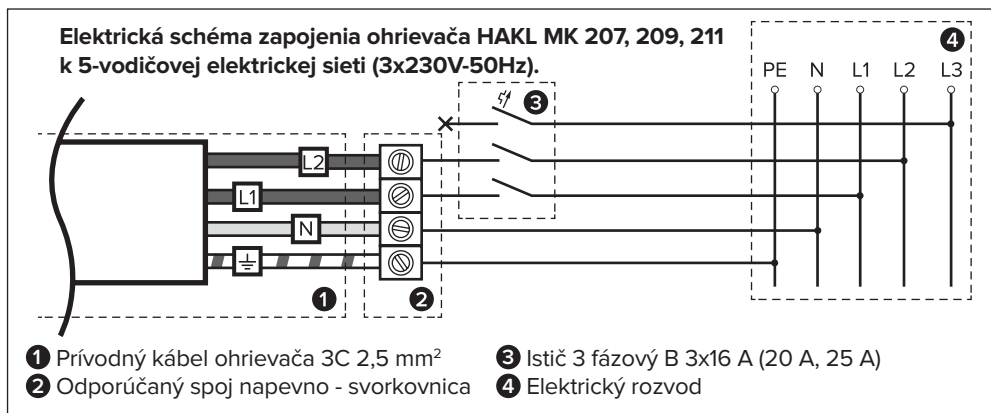 Elektrická schéma zapojenia ohrievača HAKL MK 207, 209, 211
k 5-vodičovej elektrickej sieti (3x230V-50Hz).
4
PE N L1 L2 L3
3
L2
L1
N
1
2
1 Prívodný kábel ohrievača 3C 2,5 mm²
2 Odporúčaný spoj napevno - svorkovnica
3 Istič 3 fázový B 3x16 A (20 A, 25 A)
4 Elektrický rozvod